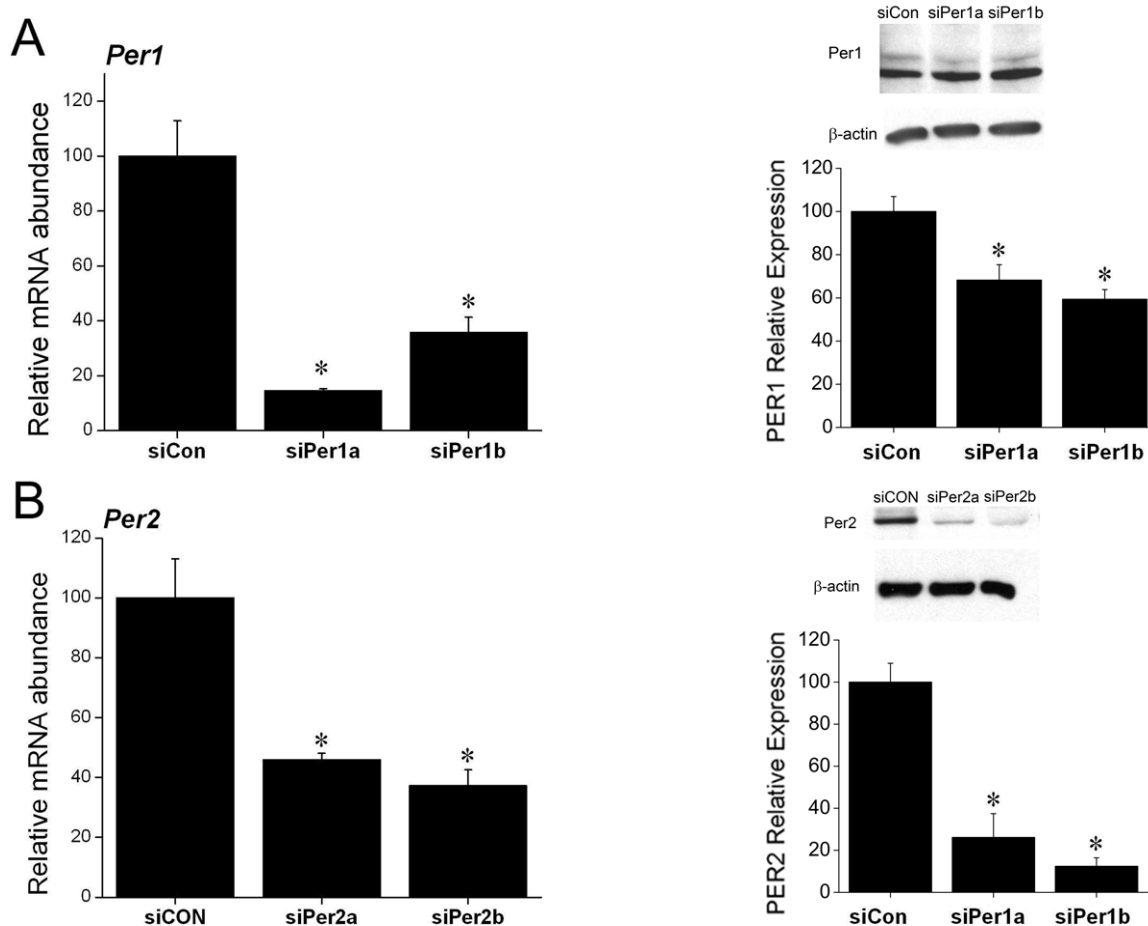 A
Per1
Relative mRNA abundance
120
100
80
60
40
20
0
siCon siPer1a siPer1b
*
*
siCon siPer1a siPer1b
Per1
β-actin
PER1 Relative Expression
120
100
80
60
40
20
0
*
*
siCon siPer1a siPer1b
B
Per2
Relative mRNA abundance
120
100
80
60
40
20
0
*
*
siCON siPer2a siPer2b
siCON siPer2a siPer2b
Per2
β-actin
PER2 Relative Expression
120
100
80
60
40
20
0
*
*
siCon siPer1a siPer1b